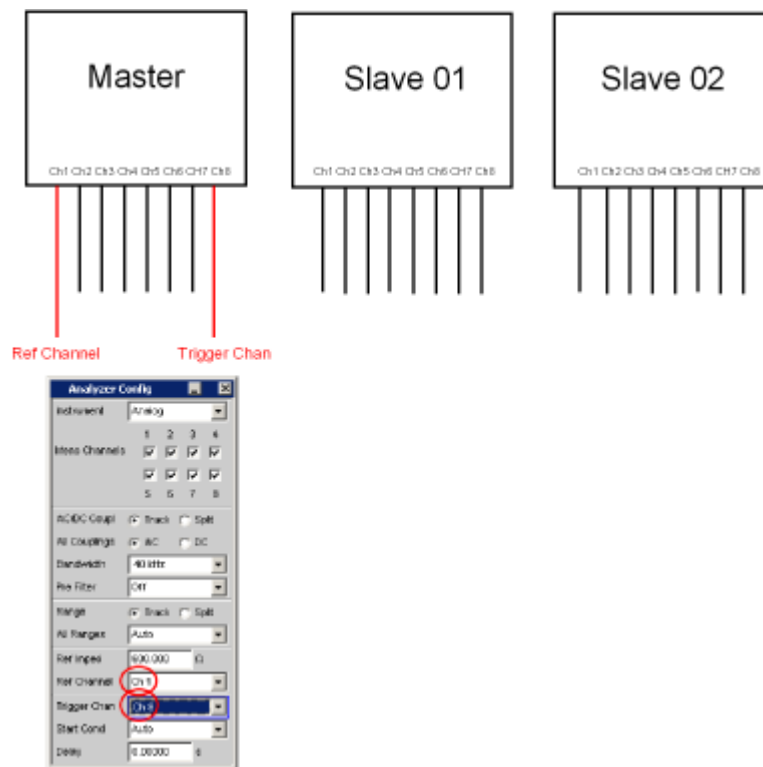 Master
Slave 01
Slave 02
Ch1 Ch2 Ch3 Ch4 Ch5 Ch6 CH7 Ch8
Ch1 Ch2 Ch3 Ch4 Ch5 Ch6 CH7 Ch8
Ch1 Ch2 Ch3 Ch4 Ch5 Ch6 CH7 Ch8
Ref Channel
Trigger Chan
Analyzer Config
Instrument Analog
1 2 3 4
Meas Channels
5 6 7 8
AC/DC Coupl Track Split
All Couplings AC DC
Bandwidth 40 kHz
Pre Filter Off
Range Track Split
All Ranges Auto
Ref Imped 600.000 Ω
Ref Channel Ch 1
Trigger Chan Ch 8
Start Cond Auto
Delay 0.00000 s